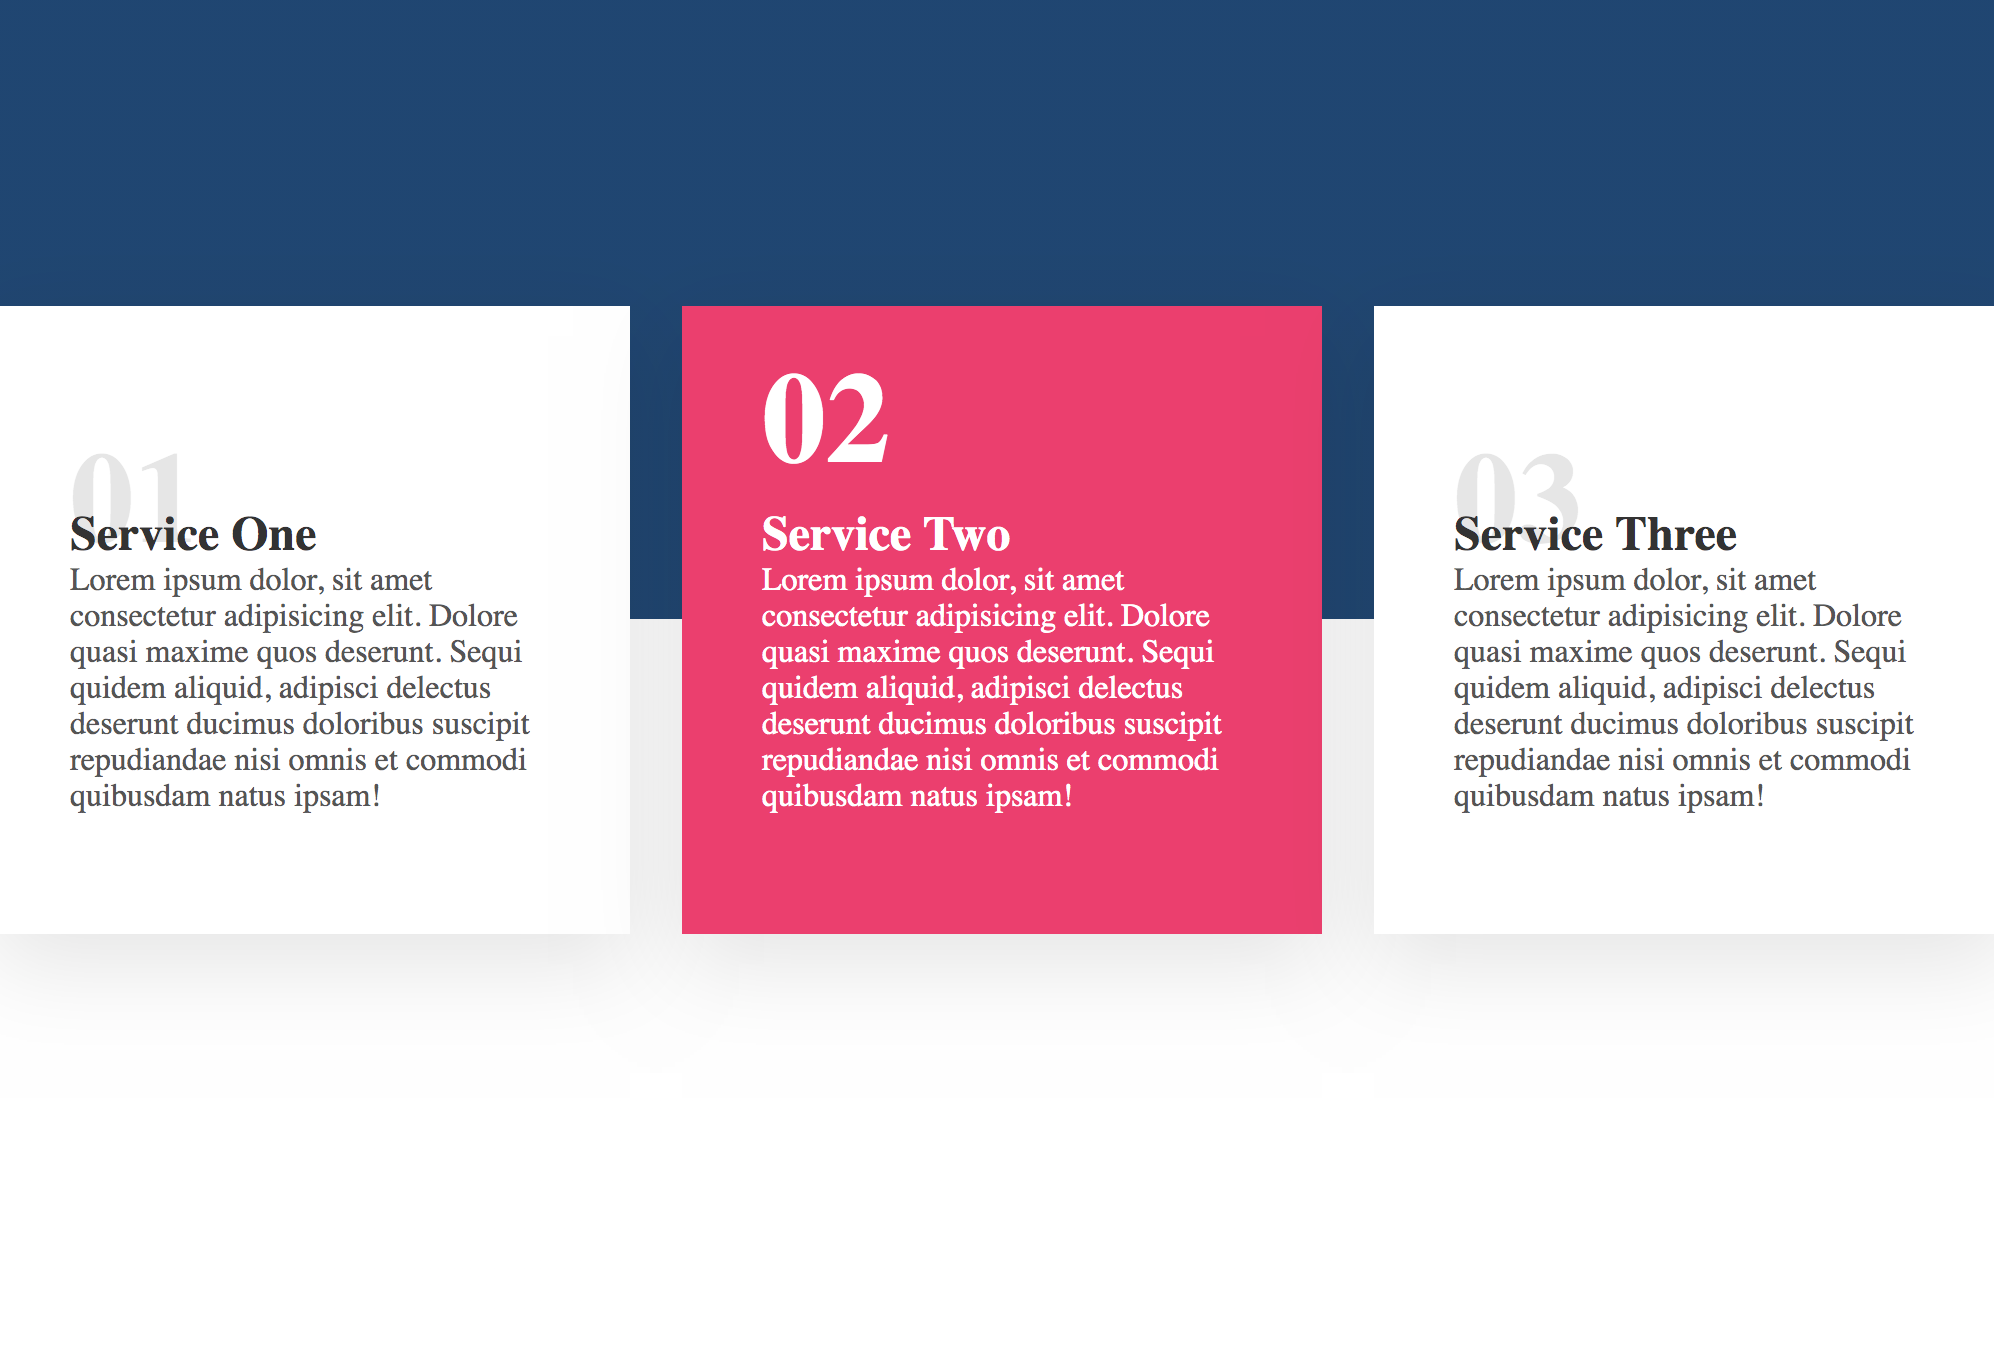 01
Service One
Lorem ipsum dolor, sit amet
consectetur adipisicing elit. Dolore
quasi maxime quos deserunt. Sequi
quidem aliquid, adipisci delectus
deserunt ducimus doloribus suscipit
repudiandae nisi omnis et commodi
quibusdam natus ipsam!
02
Service Two
Lorem ipsum dolor, sit amet
consectetur adipisicing elit. Dolore
quasi maxime quos deserunt. Sequi
quidem aliquid, adipisci delectus
deserunt ducimus doloribus suscipit
repudiandae nisi omnis et commodi
quibusdam natus ipsam!
03
Service Three
Lorem ipsum dolor, sit amet
consectetur adipisicing elit. Dolore
quasi maxime quos deserunt. Sequi
quidem aliquid, adipisci delectus
deserunt ducimus doloribus suscipit
repudiandae nisi omnis et commodi
quibusdam natus ipsam!